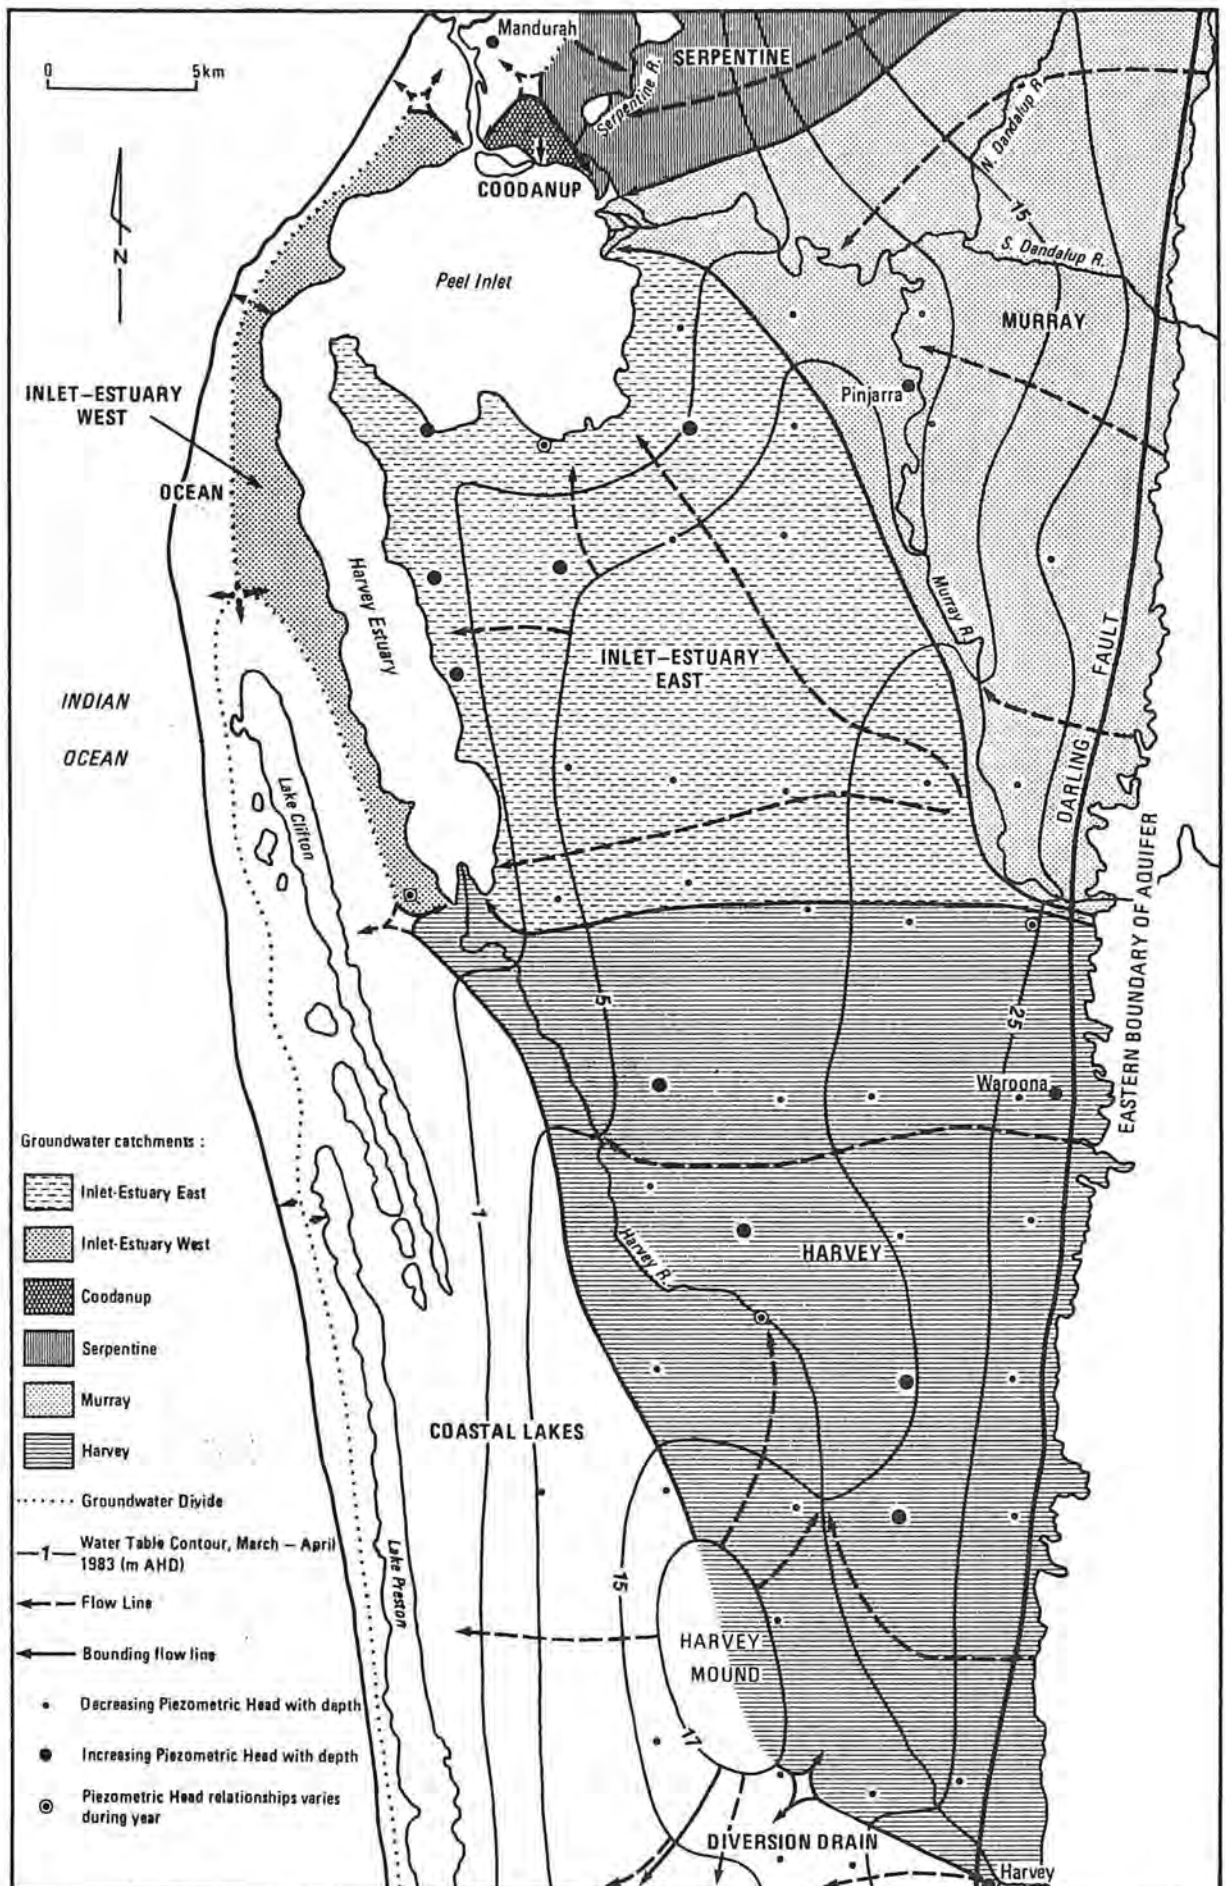 Mandurah
0 5km
SERPENTINE
Serpentine R.
N. Dandalup R
15
S. Dandalup R.
N
COODANUP
Peel Inlet
MURRAY
INLET-ESTUARY
WEST
Pinjarra
OCEAN
Harvey Estuary
Murray R.
INLET-ESTUARY
EAST
FAULT
DARLING
INDIAN
OCEAN
Lake Clifton
EASTERN BOUNDARY OF AQUIFER
5
25
Waroona
1
Harvey R.
HARVEY
Groundwater catchments :
Inlet-Estuary East
Inlet-Estuary West
Coodanup
Serpentine
Murray
Harvey
Groundwater Divide
1 Water Table Contour, March – April
1983 (m AHD)
Flow Line
Bounding flow line
Decreasing Piezometric Head with depth
Increasing Piezometric Head with depth
Piezometric Head relationships varies
during year
COASTAL LAKES
Lake Preston
15
HARVEY
MOUND
17
DIVERSION DRAIN
Harvey